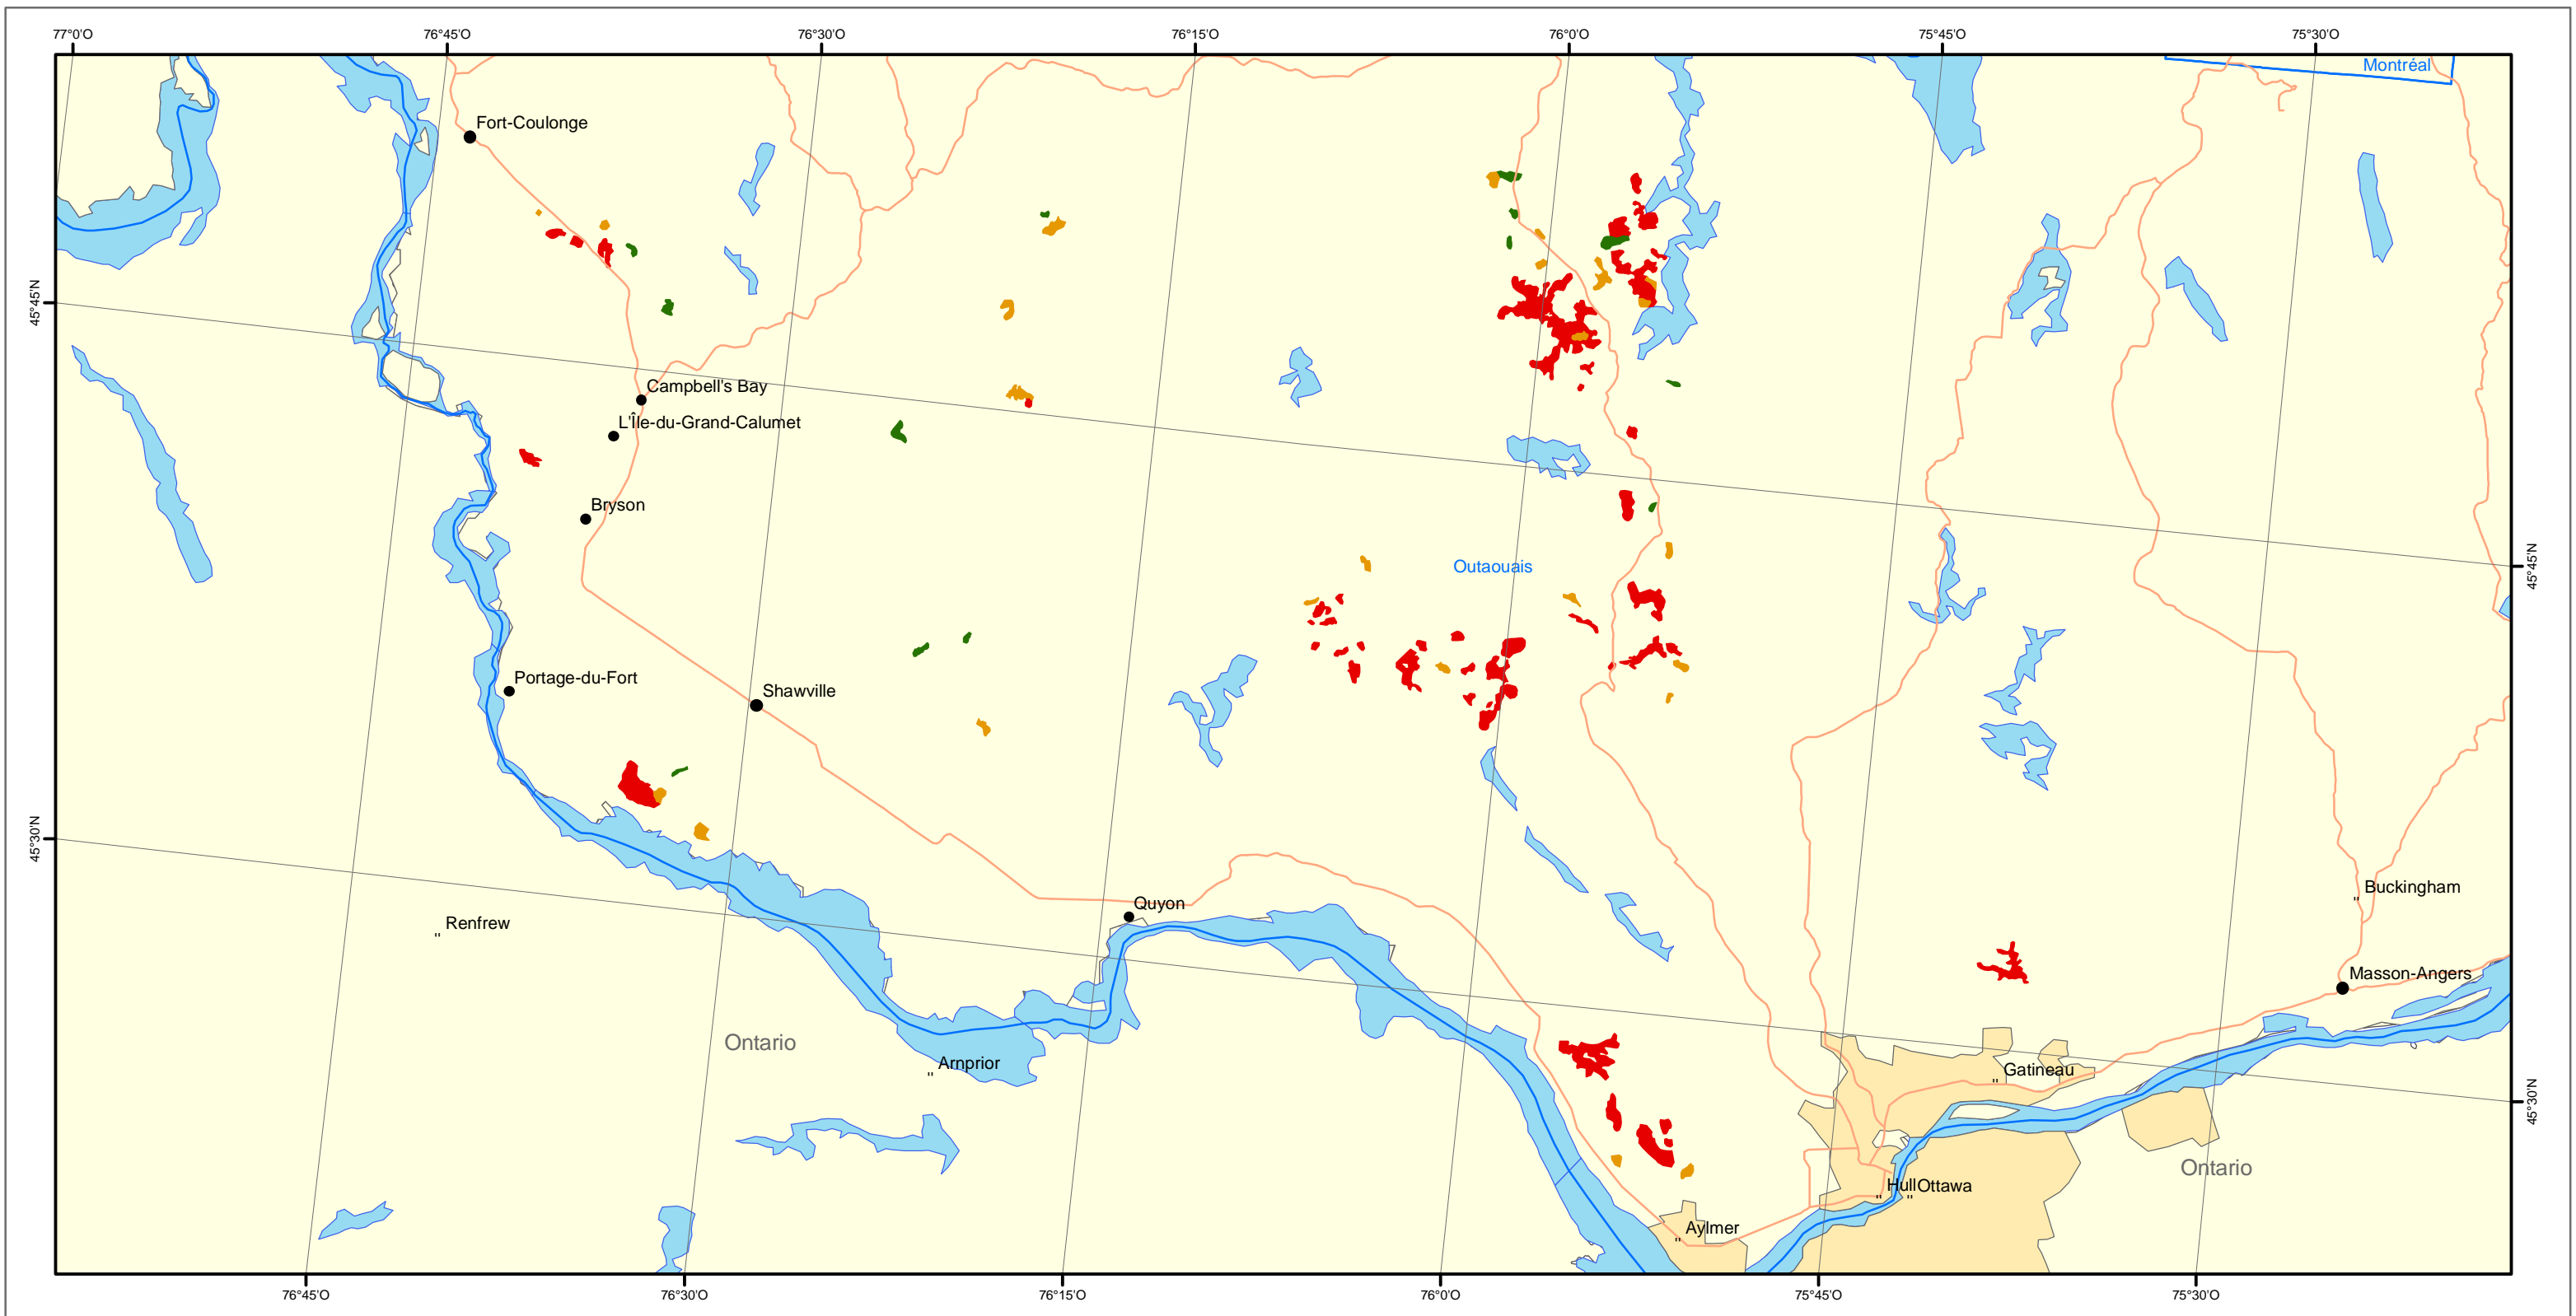 77°0'O
76°45'O
76°30'O
76°15'O
76°0'O
75°45'O
75°30'O
Montréal
Fort-Coulonge
45°45'N
Campbell's Bay
L'Île-du-Grand-Calumet
Bryson
Outaouais
45°45'N
Portage-du-Fort
Shawville
45°30'N
Buckingham
"
Quyon
Renfrew
"
Masson-Angers
Ontario
Arnprior
"
Gatineau
"
45°30'N
Ontario
Hull
"
Ottawa
"
Aylmer
"
76°45'O
76°30'O
76°15'O
76°0'O
75°45'O
75°30'O